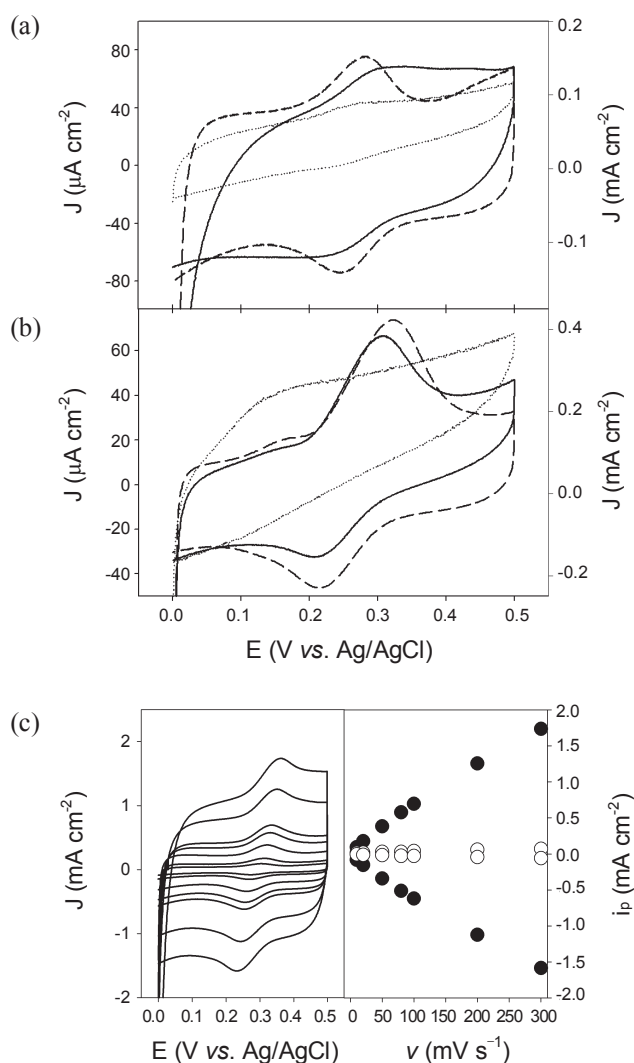 (a)
80
40
0
-40
-80
J (µA cm⁻²)
0.2
0.1
0.0
-0.1
J (mA cm⁻²)
(b)
60
40
20
0
-20
-40
J (µA cm⁻²)
0.4
0.2
0.0
-0.2
J (mA cm⁻²)
0.0 0.1 0.2 0.3 0.4 0.5
E (V vs. Ag/AgCl)
(c)
2
1
0
-1
-2
J (mA cm⁻²)
0.0 0.1 0.2 0.3 0.4 0.5
E (V vs. Ag/AgCl)
2.0
1.5
1.0
0.5
0.0
-0.5
-1.0
-1.5
-2.0
iₚ (mA cm⁻²)
0 50 100 150 200 250 300
v (mV s⁻¹)